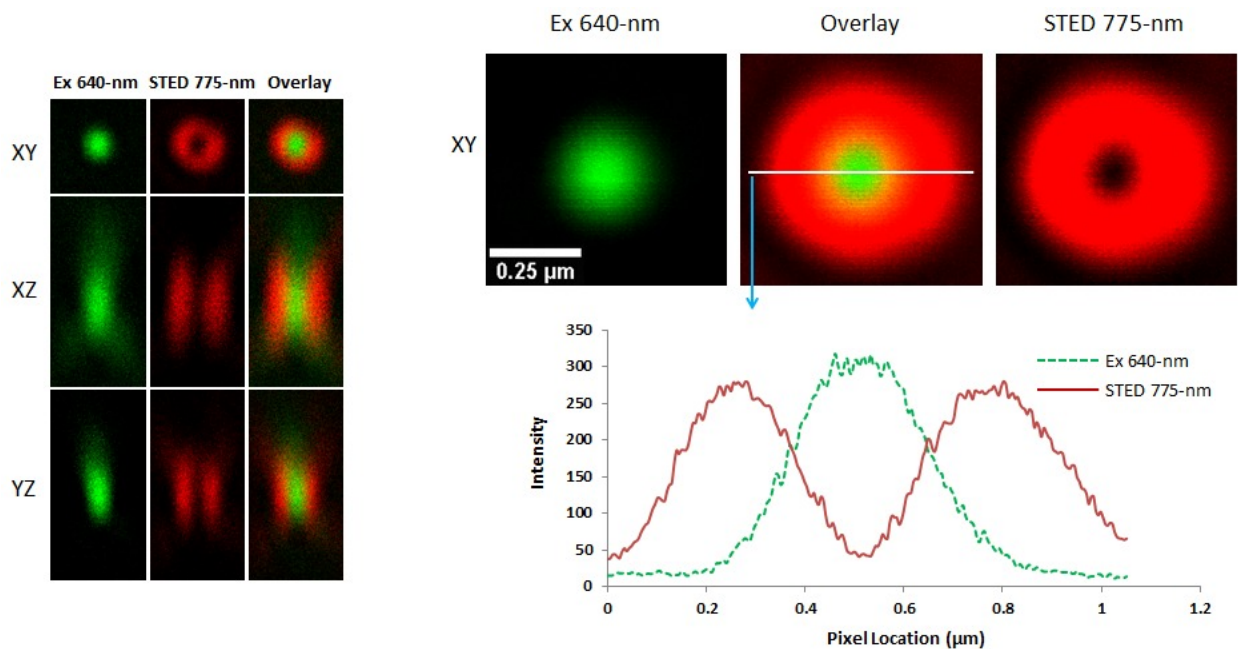 Ex 640-nm STED 775-nm Overlay
XY
XZ
YZ
Ex 640-nm Overlay STED 775-nm
XY
0.25 µm
350
300
250
200
150
100
50
0
Intensity
0 0.2 0.4 0.6 0.8 1 1.2
Pixel Location (µm)
Ex 640-nm
STED 775-nm